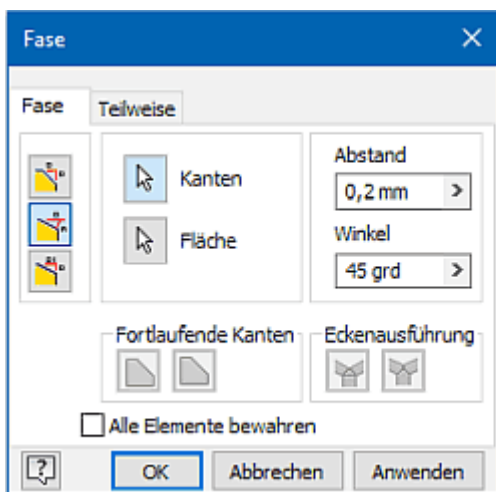 Fase
Fase Teilweise
Kanten
Fläche
Abstand
0,2 mm
Winkel
45 grd
Fortlaufende Kanten
Eckenausführung
Alle Elemente bewahren
OK Abbrechen Anwenden